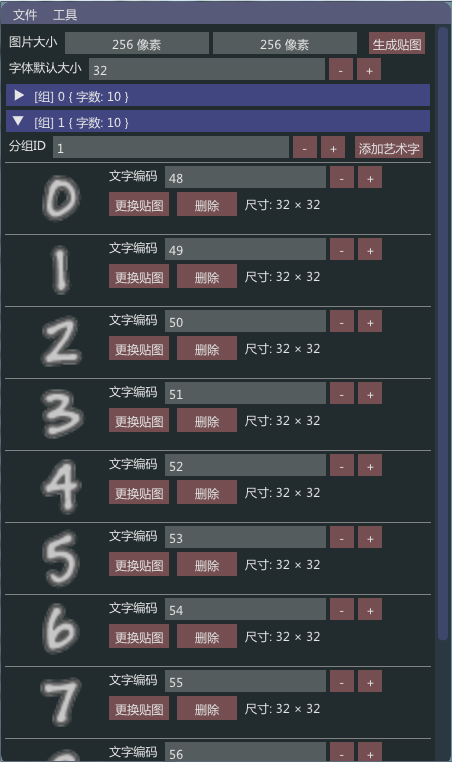 文件 工具
图片大小 256 像素 256 像素 生成贴图
字体默认大小 32 - +
[组] 0 { 字数: 10 }
[组] 1 { 字数: 10 }
分组ID 1 - + 添加艺术字
0 文字编码 48 - +
更换贴图 删除 尺寸: 32 × 32
1 文字编码 49 - +
更换贴图 删除 尺寸: 32 × 32
2 文字编码 50 - +
更换贴图 删除 尺寸: 32 × 32
3 文字编码 51 - +
更换贴图 删除 尺寸: 32 × 32
4 文字编码 52 - +
更换贴图 删除 尺寸: 32 × 32
5 文字编码 53 - +
更换贴图 删除 尺寸: 32 × 32
6 文字编码 54 - +
更换贴图 删除 尺寸: 32 × 32
7 文字编码 55 - +
更换贴图 删除 尺寸: 32 × 32
文字编码 56 - +